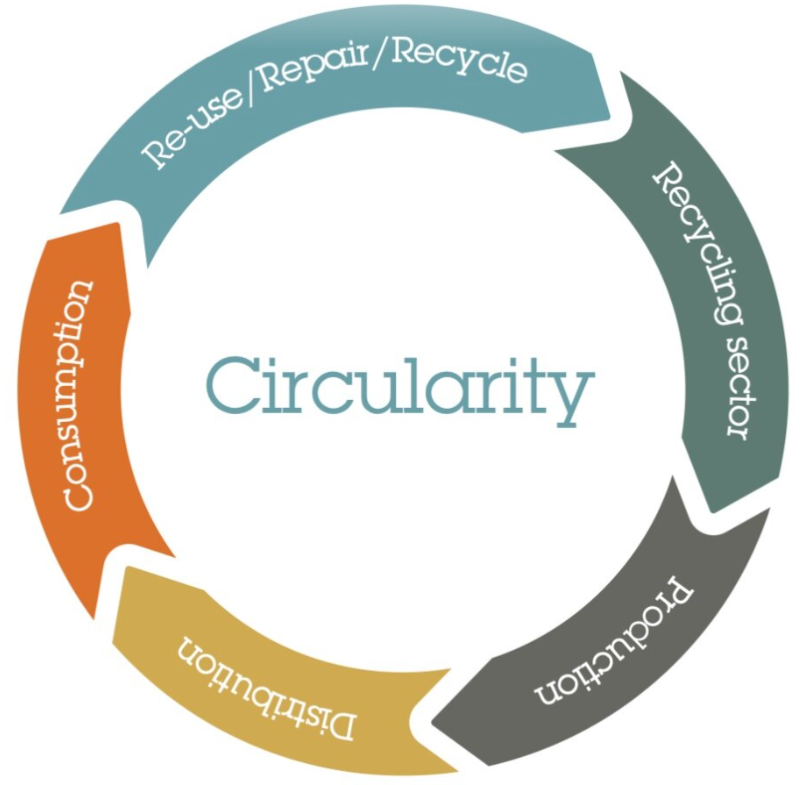 Re-use/Repair/Recycle
Recycling sector
Production
Distribution
Consumption
Circularity